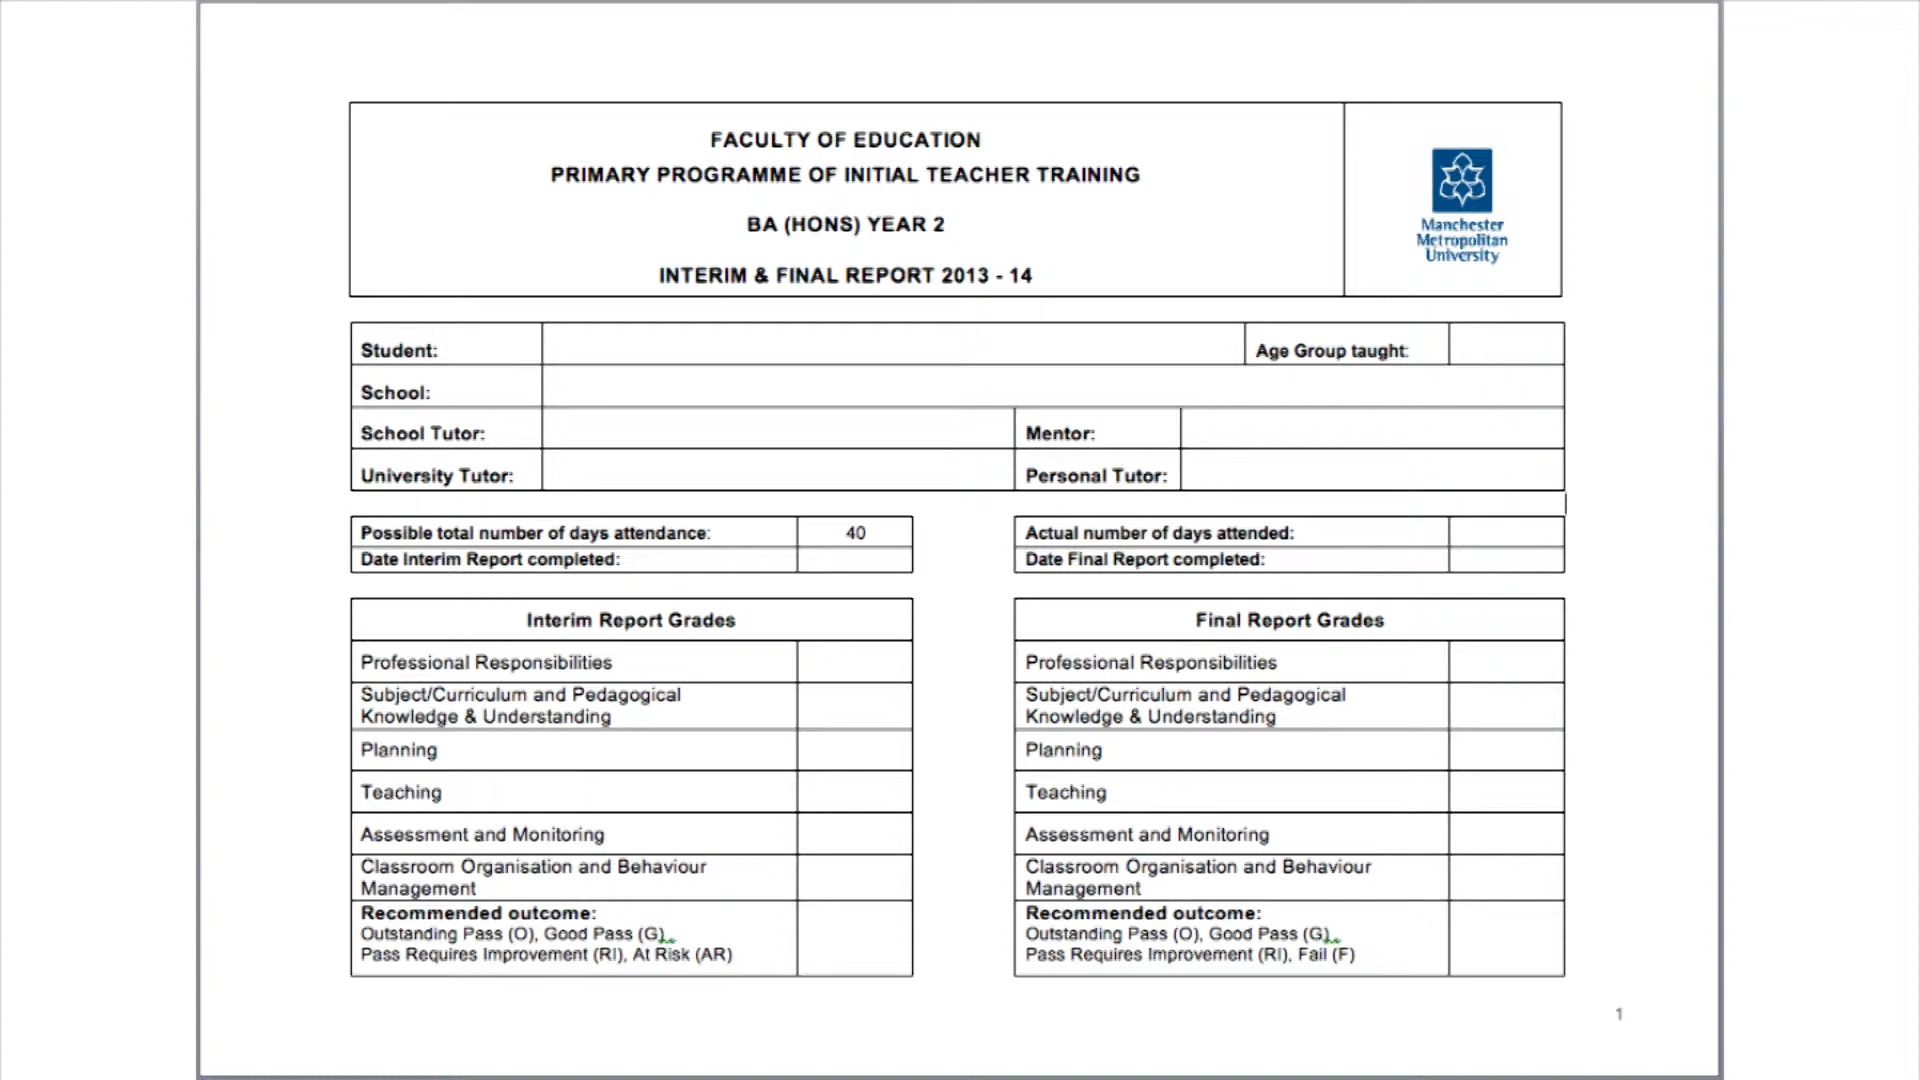 FACULTY OF EDUCATION
PRIMARY PROGRAMME OF INITIAL TEACHER TRAINING
BA (HONS) YEAR 2
INTERIM & FINAL REPORT 2013 - 14
Manchester
Metropolitan
University
Student:
Age Group taught:
School:
School Tutor:
Mentor:
University Tutor:
Personal Tutor:
Possible total number of days attendance: 40
Date Interim Report completed:
Actual number of days attended:
Date Final Report completed:
Interim Report Grades
Professional Responsibilities
Subject/Curriculum and Pedagogical
Knowledge & Understanding
Planning
Teaching
Assessment and Monitoring
Classroom Organisation and Behaviour
Management
Recommended outcome:
Outstanding Pass (O), Good Pass (G),
Pass Requires Improvement (RI), At Risk (AR)
Final Report Grades
Professional Responsibilities
Subject/Curriculum and Pedagogical
Knowledge & Understanding
Planning
Teaching
Assessment and Monitoring
Classroom Organisation and Behaviour
Management
Recommended outcome:
Outstanding Pass (O), Good Pass (G),
Pass Requires Improvement (RI), Fail (F)
1